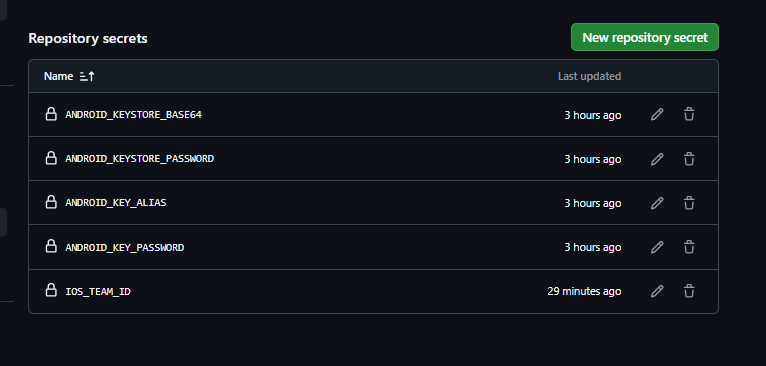 Repository secrets
New repository secret
Name
Last updated
ANDROID_KEYSTORE_BASE64
3 hours ago
ANDROID_KEYSTORE_PASSWORD
3 hours ago
ANDROID_KEY_ALIAS
3 hours ago
ANDROID_KEY_PASSWORD
3 hours ago
IOS_TEAM_ID
29 minutes ago